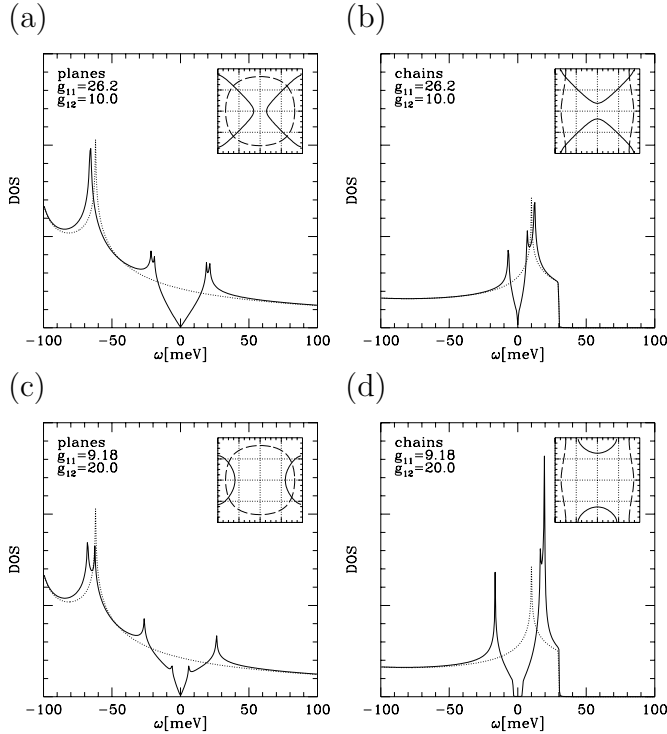 (a)
(b)
planes
g₁₁=26.2
g₁₂=10.0
chains
g₁₁=26.2
g₁₂=10.0
DOS
DOS
−100 −50 0 50 100
−100 −50 0 50 100
ω[meV]
ω[meV]
(c)
(d)
planes
g₁₁=9.18
g₁₂=20.0
chains
g₁₁=9.18
g₁₂=20.0
DOS
DOS
−100 −50 0 50 100
−100 −50 0 50 100
ω[meV]
ω[meV]